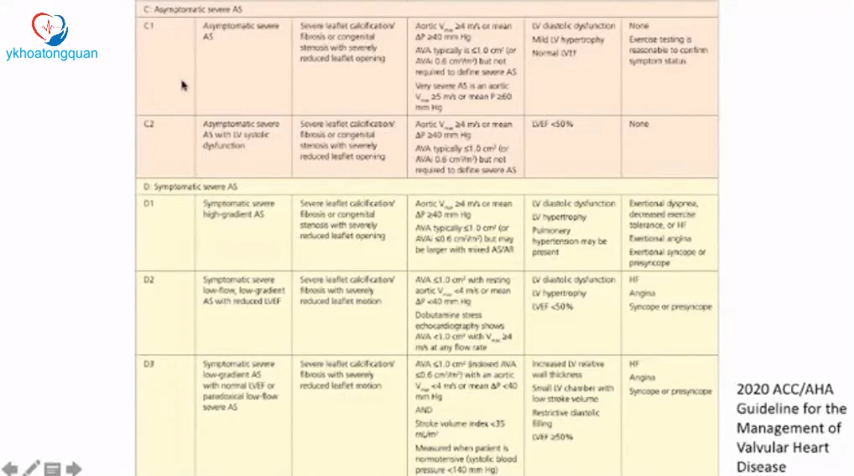 ykhoatongquan
C: Asymptomatic severe AS
C1
Asymptomatic severe
AS
Severe leaflet calcification/
fibrosis or congenital
stenosis with severely
reduced leaflet opening
Aortic Vmax ≥4 m/s or mean
ΔP ≥40 mm Hg
AVA typically is ≤1.0 cm² (or
AVAi 0.6 cm²/m²) but not
required to define severe AS
Very severe AS is an aortic
Vmax ≥5 m/s or mean P ≥60
mm Hg
LV diastolic dysfunction
Mild LV hypertrophy
Normal LVEF
None
Exercise testing is
reasonable to confirm
symptom status
C2
Asymptomatic severe
AS with LV systolic
dysfunction
Severe leaflet calcification/
fibrosis or congenital
stenosis with severely
reduced leaflet opening
Aortic Vmax ≥4 m/s or mean
ΔP ≥40 mm Hg
AVA typically ≤1.0 cm² (or
AVAi 0.6 cm²/m²) but not
required to define severe AS
LVEF <50%
None
D: Symptomatic severe AS
D1
Symptomatic severe
high-gradient AS
Severe leaflet calcification/
fibrosis or congenital
stenosis with severely
reduced leaflet opening
Aortic Vmax ≥4 m/s or mean
ΔP ≥40 mm Hg
AVA typically ≤1.0 cm² (or
AVAi ≤0.6 cm²/m²) but may
be larger with mixed AS/AR
LV diastolic dysfunction
LV hypertrophy
Pulmonary
hypertension may be
present
Exertional dyspnea,
decreased exercise
tolerance, or HF
Exertional angina
Exertional syncope or
presyncope
D2
Symptomatic severe
low-flow, low-gradient
AS with reduced LVEF
Severe leaflet calcification/
fibrosis with severely
reduced leaflet motion
AVA ≤1.0 cm² with resting
aortic Vmax <4 m/s or mean
ΔP <40 mm Hg
Dobutamine stress
echocardiography shows
AVA <1.0 cm² with Vmax ≥4
m/s at any flow rate
LV diastolic dysfunction
LV hypertrophy
LVEF <50%
HF
Angina
Syncope or presyncope
D3
Symptomatic severe
low-gradient AS
with normal LVEF or
paradoxical low-flow
severe AS
Severe leaflet calcification/
fibrosis with severely
reduced leaflet motion
AVA ≤1.0 cm² (indexed AVA
≤0.6 cm²/m²) with an aortic
Vmax <4 m/s or mean ΔP <40
mm Hg
AND
Stroke volume index <35
mL/m²
Measured when patient is
normotensive (systolic blood
pressure <140 mm Hg)
Increased LV relative
wall thickness
Small LV chamber with
low stroke volume
Restrictive diastolic
filling
LVEF ≥50%
HF
Angina
Syncope or presyncope
2020 ACC/AHA
Guideline for the
Management of
Valvular Heart
Disease